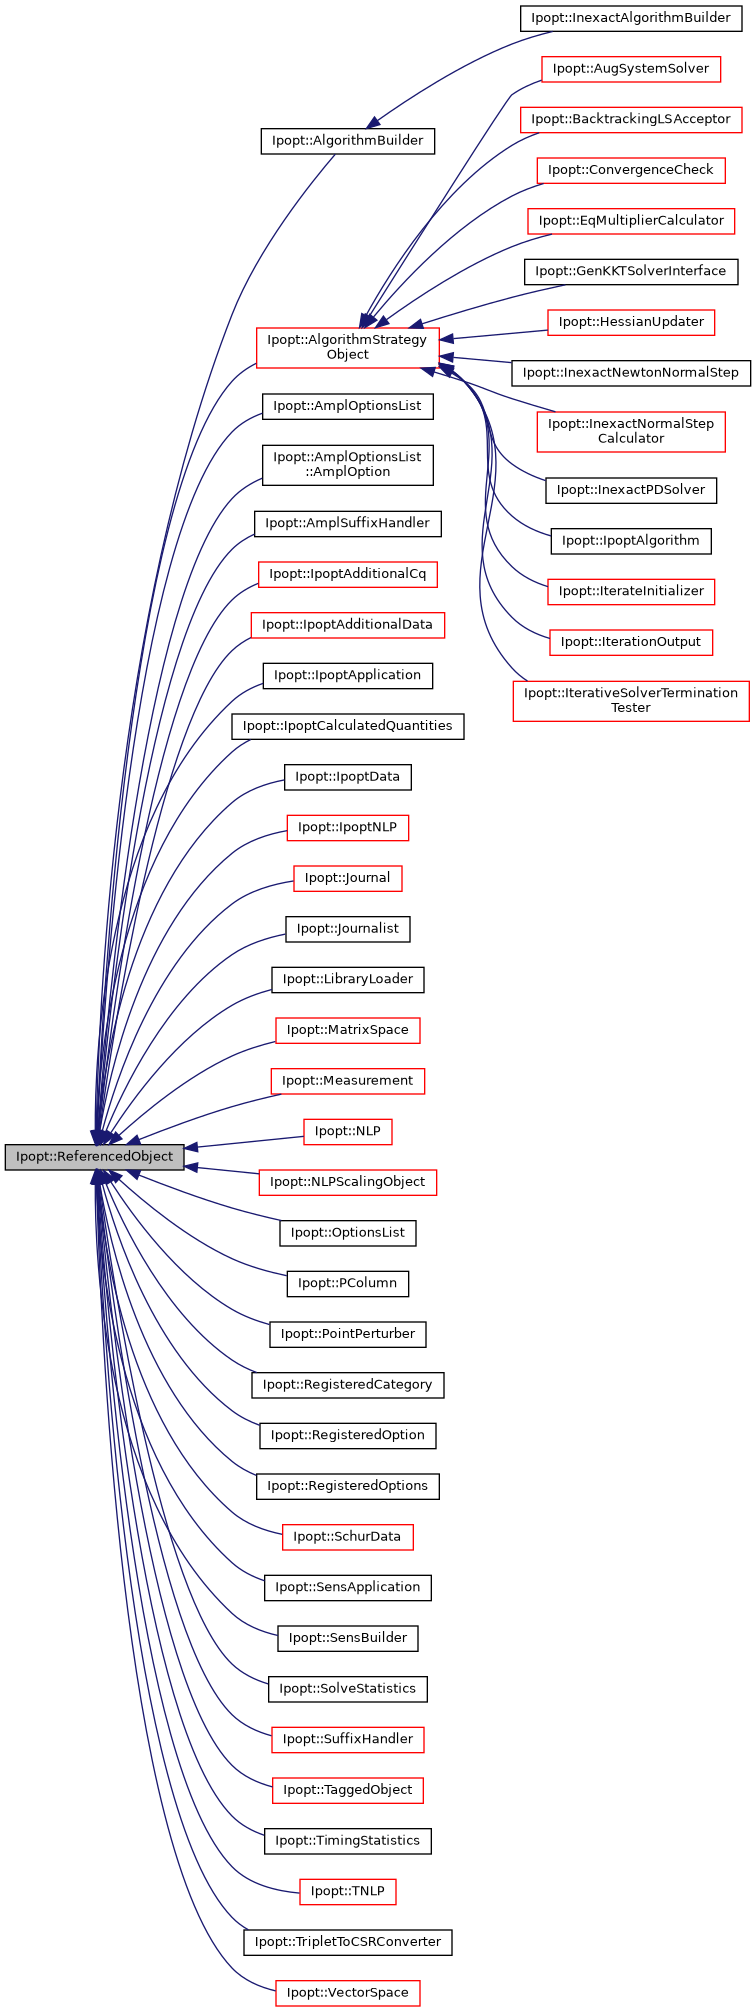 Ipopt::InexactAlgorithmBuilder
Ipopt::AugSystemSolver
Ipopt::BacktrackingLSAcceptor
Ipopt::AlgorithmBuilder
Ipopt::ConvergenceCheck
Ipopt::EqMultiplierCalculator
Ipopt::GenKKTSolverInterface
Ipopt::HessianUpdater
Ipopt::AlgorithmStrategy
Object
Ipopt::InexactNewtonNormalStep
Ipopt::AmplOptionsList
Ipopt::InexactNormalStep
Calculator
Ipopt::AmplOptionsList
::AmplOption
Ipopt::InexactPDSolver
Ipopt::AmplSuffixHandler
Ipopt::IpoptAlgorithm
Ipopt::IpoptAdditionalCq
Ipopt::IterateInitializer
Ipopt::IpoptAdditionalData
Ipopt::IterationOutput
Ipopt::IpoptApplication
Ipopt::IterativeSolverTermination
Tester
Ipopt::IpoptCalculatedQuantities
Ipopt::IpoptData
Ipopt::IpoptNLP
Ipopt::Journal
Ipopt::Journalist
Ipopt::LibraryLoader
Ipopt::MatrixSpace
Ipopt::Measurement
Ipopt::NLP
Ipopt::ReferencedObject
Ipopt::NLPScalingObject
Ipopt::OptionsList
Ipopt::PColumn
Ipopt::PointPerturber
Ipopt::RegisteredCategory
Ipopt::RegisteredOption
Ipopt::RegisteredOptions
Ipopt::SchurData
Ipopt::SensApplication
Ipopt::SensBuilder
Ipopt::SolveStatistics
Ipopt::SuffixHandler
Ipopt::TaggedObject
Ipopt::TimingStatistics
Ipopt::TNLP
Ipopt::TripletToCSRConverter
Ipopt::VectorSpace